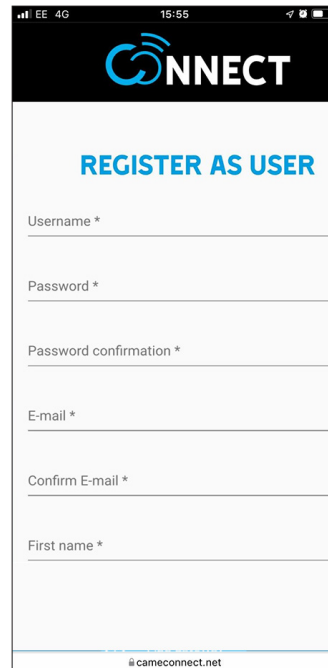 EE 4G 15:55
CONNECT
REGISTER AS USER
Username *
Password *
Password confirmation *
E-mail *
Confirm E-mail *
First name *
cameconnect.net